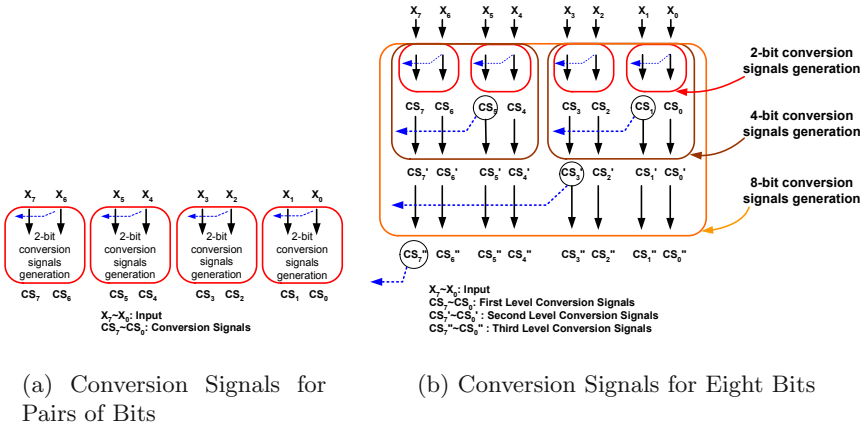 X7 X6 X5 X4 X3 X2 X1 X0
2-bit conversion
signals generation
CS7 CS6 CS5 CS4 CS3 CS2 CS1 CS0
4-bit conversion
signals generation
CS7' CS6' CS5' CS4' CS3' CS2' CS1' CS0'
8-bit conversion
signals generation
CS7" CS6" CS5" CS4" CS3" CS2" CS1" CS0"
X7~X0: Input
CS7~CS0: First Level Conversion Signals
CS7'~CS0' : Second Level Conversion Signals
CS7"~CS0" : Third Level Conversion Signals
X7 X6 X5 X4 X3 X2 X1 X0
2-bit
conversion
signals
generation
2-bit
conversion
signals
generation
2-bit
conversion
signals
generation
2-bit
conversion
signals
generation
CS7 CS6 CS5 CS4 CS3 CS2 CS1 CS0
X7~X0: Input
CS7~CS0: Conversion Signals
(a) Conversion Signals for
Pairs of Bits
(b) Conversion Signals for Eight Bits